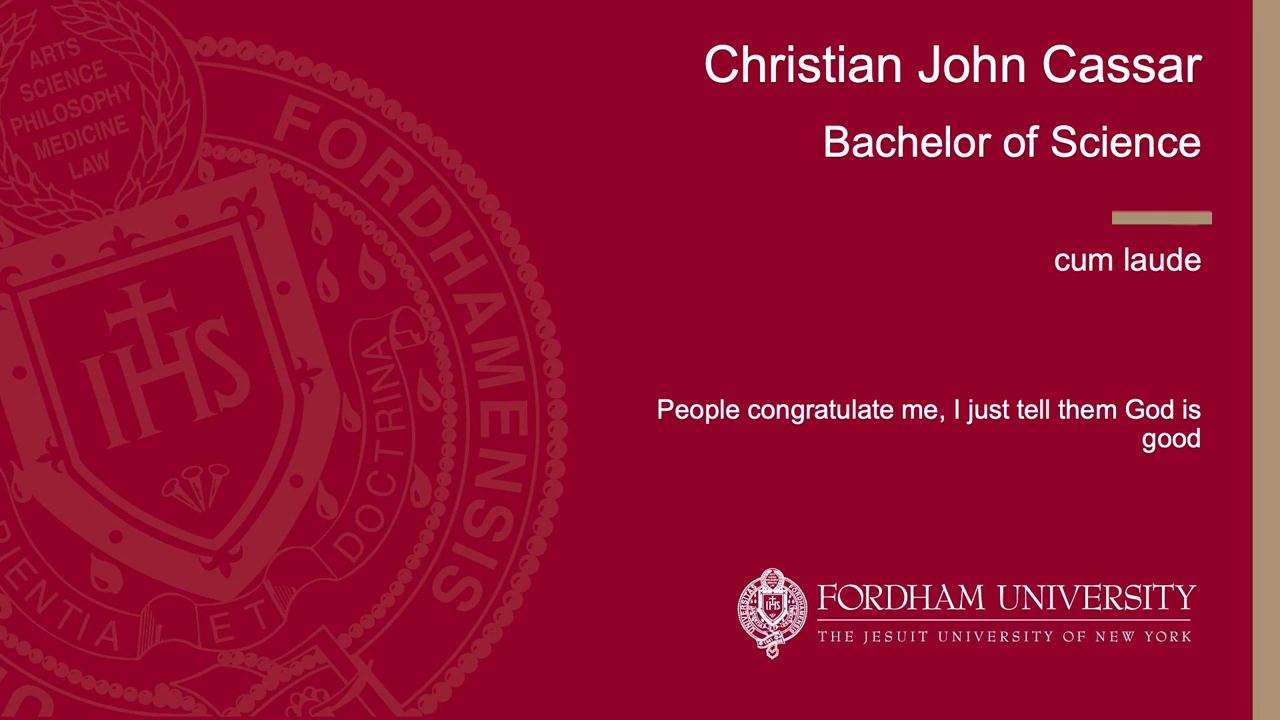 ARTS
SCIENCE
PHILOSOPHY
MEDICINE
LAW
FORDHAMENSIS
IHS
DOCTRINA
ET
Christian John Cassar
Bachelor of Science
cum laude
People congratulate me, I just tell them God is
good
FORDHAM UNIVERSITY
THE JESUIT UNIVERSITY OF NEW YORK